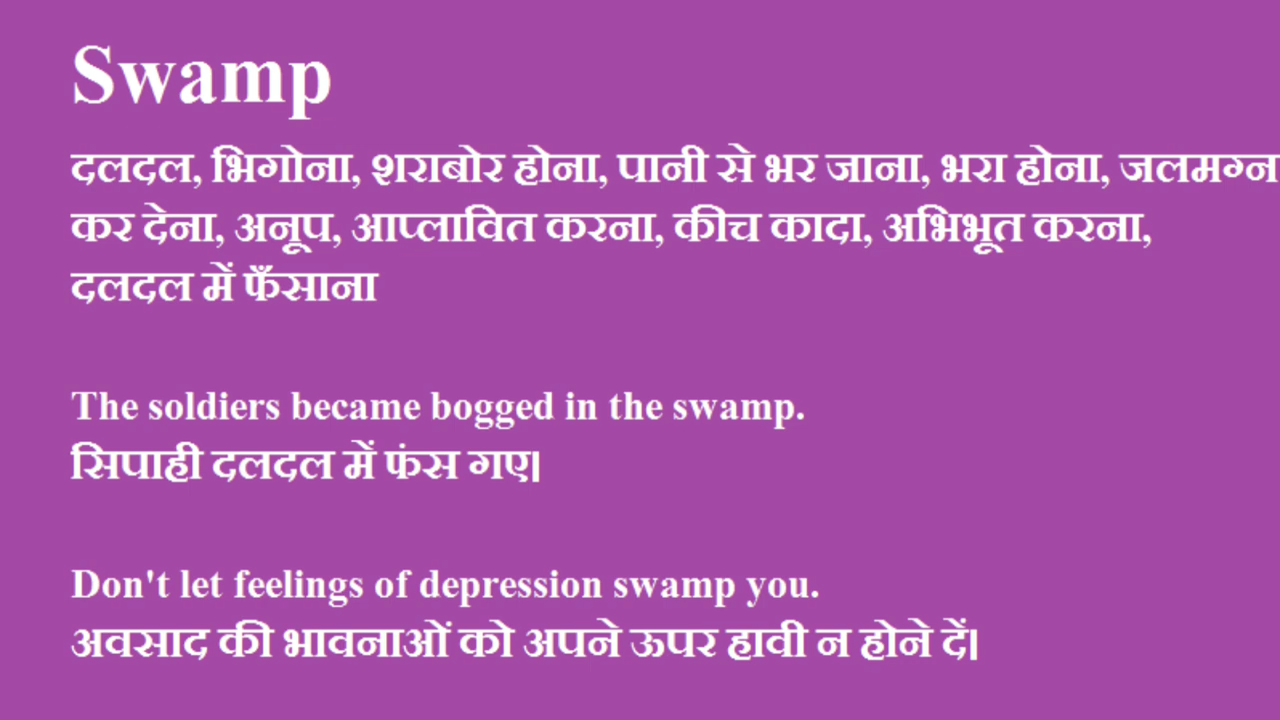 Swamp
दलदल, भिगोना, शराबोर होना, पानी से भर जाना, भरा होना, जलमग्न
कर देना, अनूप, आप्लावित करना, कीच कादा, अभिभूत करना,
दलदल में फँसाना
The soldiers became bogged in the swamp.
सिपाही दलदल में फंस गए।
Don't let feelings of depression swamp you.
अवसाद की भावनाओं को अपने ऊपर हावी न होने दें।